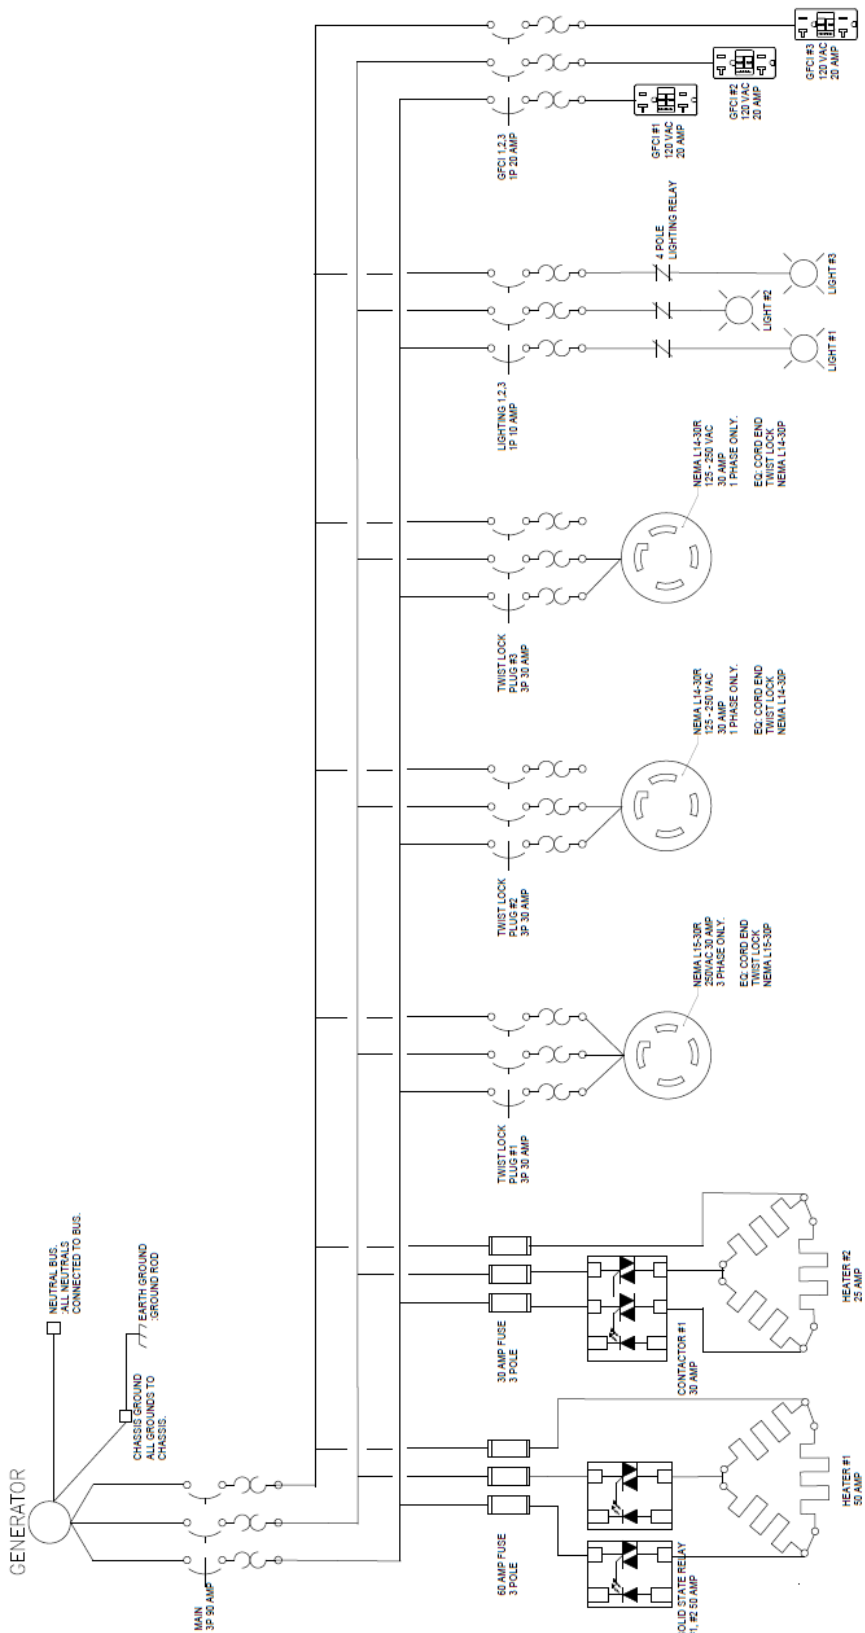 GENERATOR
NEUTRAL BUS.
ALL NEUTRALS
CONNECTED TO BUS.
EARTH GROUND
GROUND ROD
CHASSIS GROUND
ALL GROUNDS TO
CHASSIS.
MAIN
3P 90 AMP
60 AMP FUSE
3 POLE
OLID STATE RELAY
#1, #2 50 AMP
HEATER #1
50 AMP
30 AMP FUSE
3 POLE
CONTACTOR #1
30 AMP
HEATER #2
25 AMP
TWIST LOCK
PLUG #1
3P 30 AMP
NEMA L15-30R
250VAC 30 AMP
3 PHASE ONLY.
EQ: CORD END
TWIST LOCK
NEMA L15-30P
TWIST LOCK
PLUG #2
3P 30 AMP
NEMA L14-30R
125 - 250 VAC
30 AMP
1 PHASE ONLY.
EQ: CORD END
TWIST LOCK
NEMA L14-30P
TWIST LOCK
PLUG #3
3P 30 AMP
NEMA L14-30R
125 - 250 VAC
30 AMP
1 PHASE ONLY.
EQ: CORD END
TWIST LOCK
NEMA L14-30P
LIGHTING 1,2,3
1P 10 AMP
4 POLE
LIGHTING RELAY
LIGHT #1
LIGHT #2
LIGHT #3
GFCI 1,2,3
1P 20 AMP
GFCI #1
120 VAC
20 AMP
GFCI #2
120 VAC
20 AMP
GFCI #3
120 VAC
20 AMP